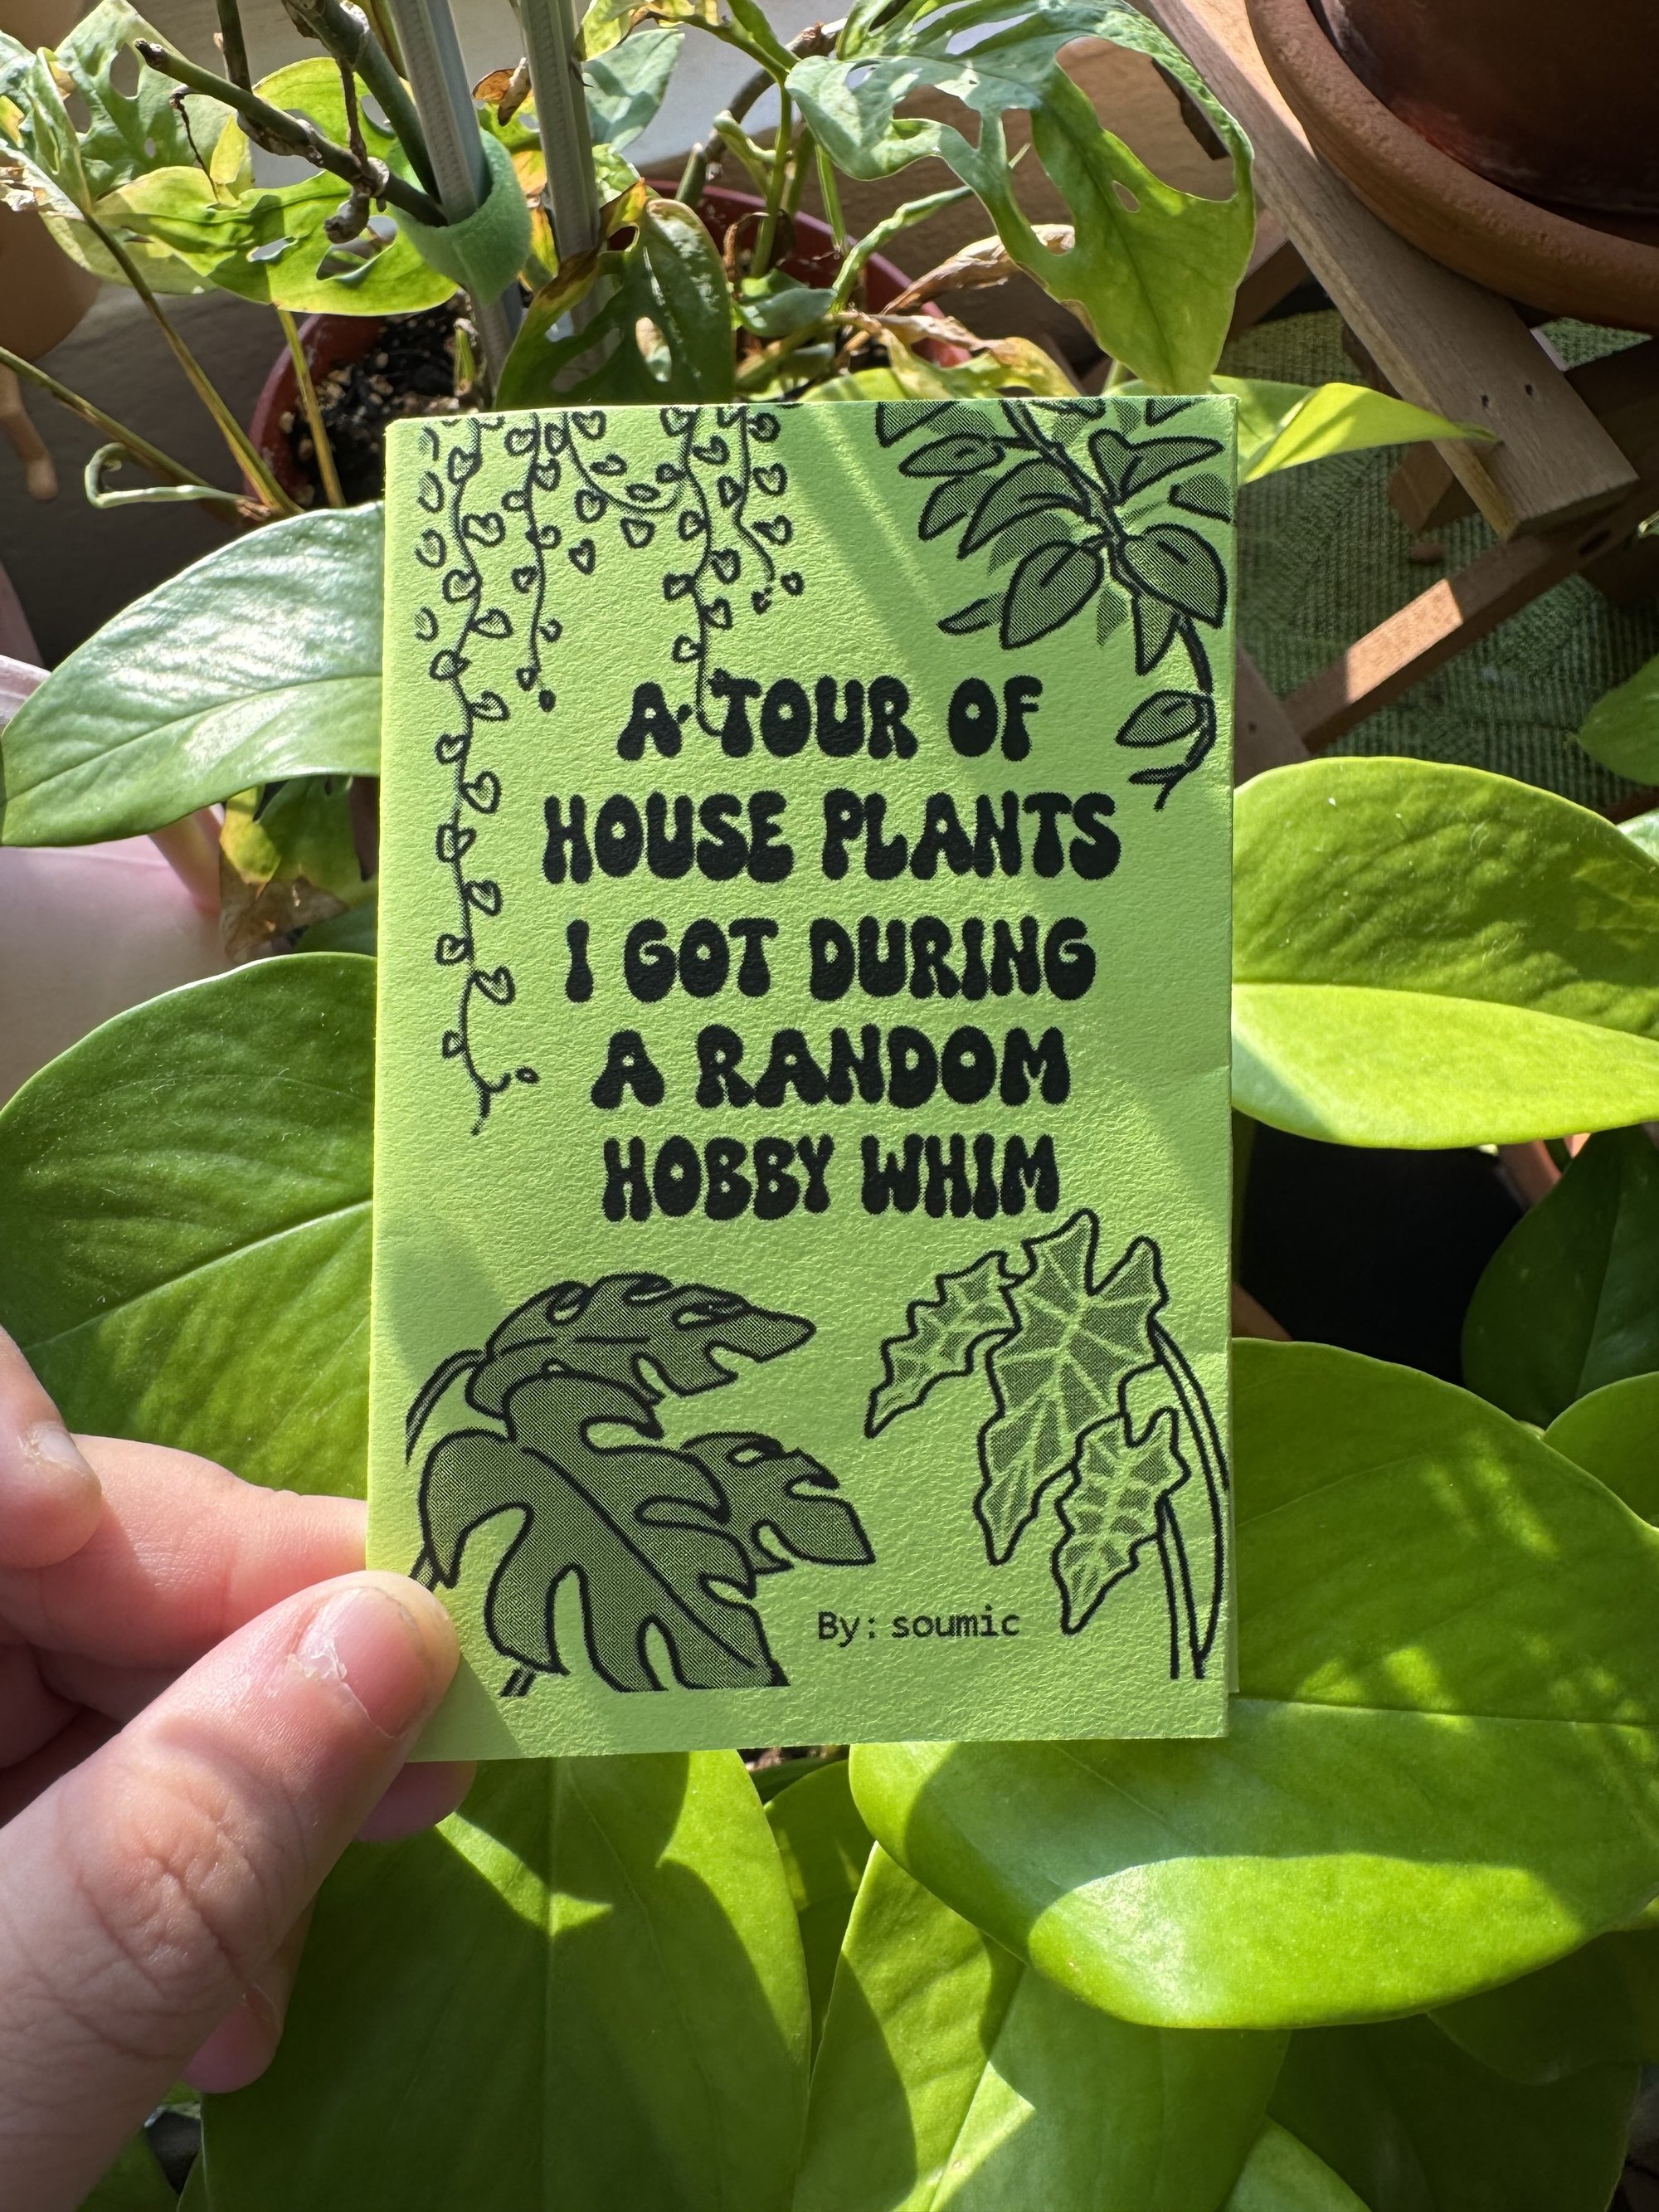 A TOUR OF
HOUSE PLANTS
I GOT DURING
A RANDOM
HOBBY WHIM
By: soumic